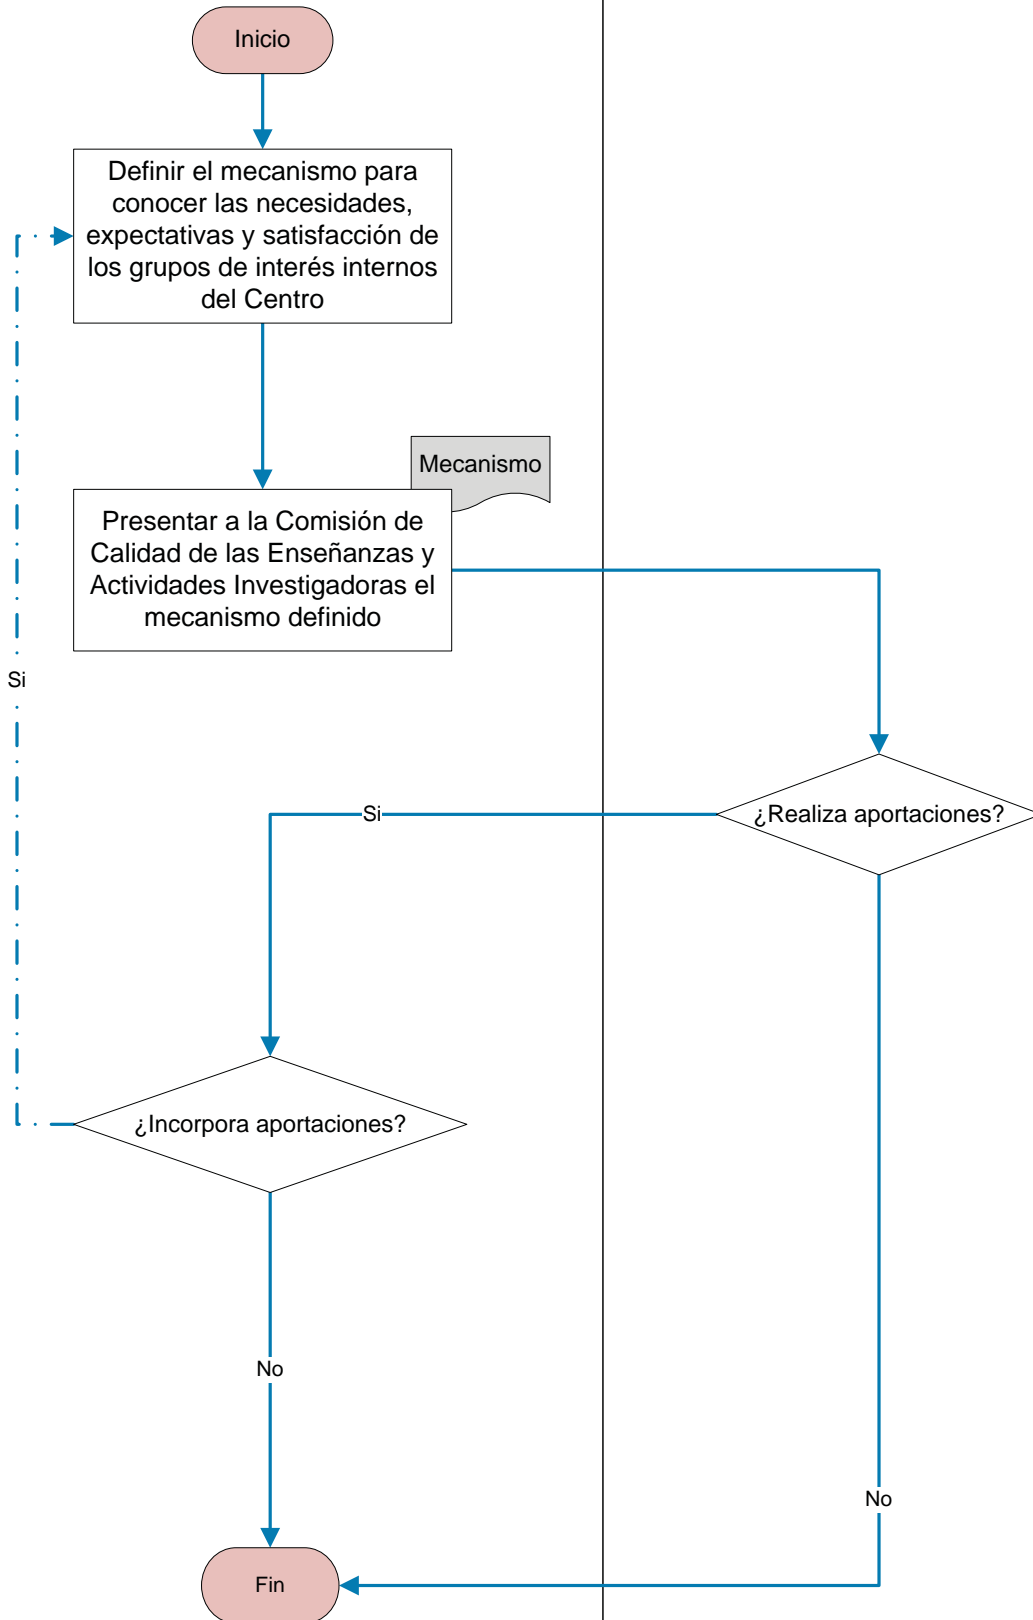 Inicio
Definir el mecanismo para
conocer las necesidades,
expectativas y satisfacción de
los grupos de interés internos
del Centro
Mecanismo
Presentar a la Comisión de
Calidad de las Enseñanzas y
Actividades Investigadoras el
mecanismo definido
Si
¿Realiza aportaciones?
Si
¿Incorpora aportaciones?
No
No
Fin